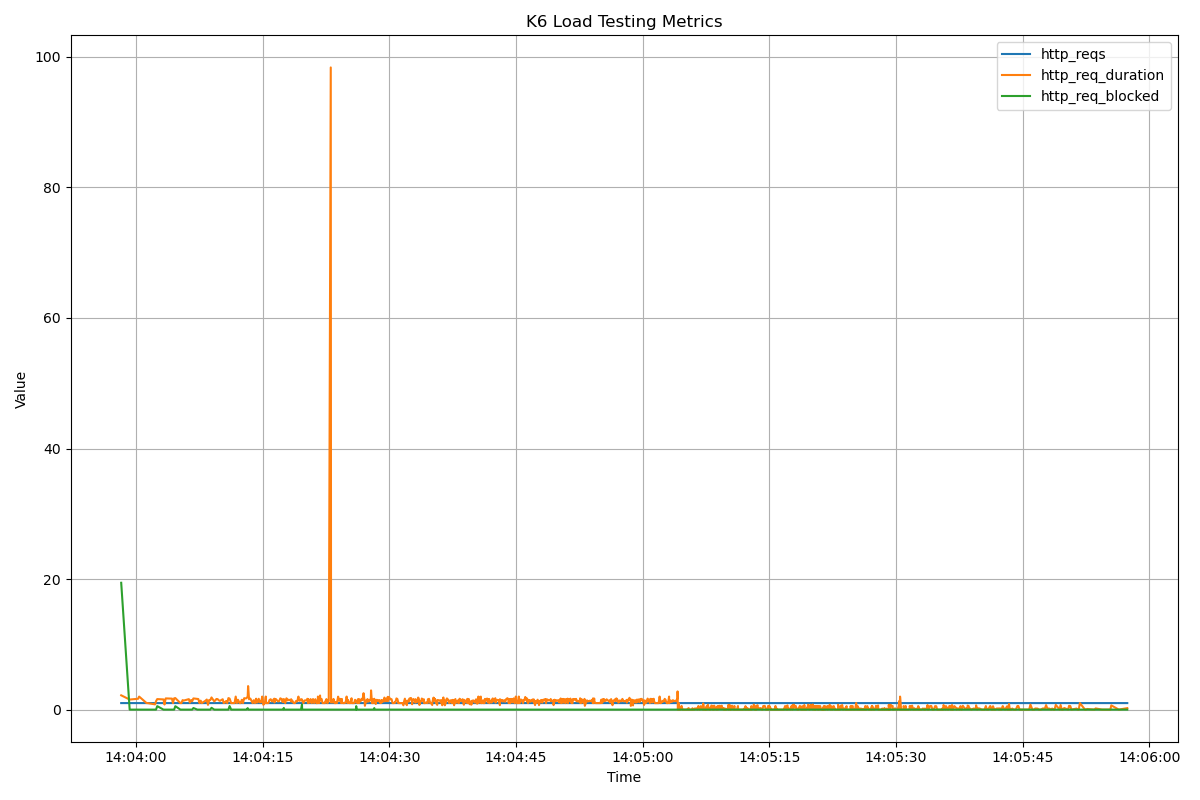 K6 Load Testing Metrics
http_reqs
http_req_duration
http_req_blocked
100
80
60
40
20
0
Value
14:04:00 14:04:15 14:04:30 14:04:45 14:05:00 14:05:15 14:05:30 14:05:45 14:06:00
Time